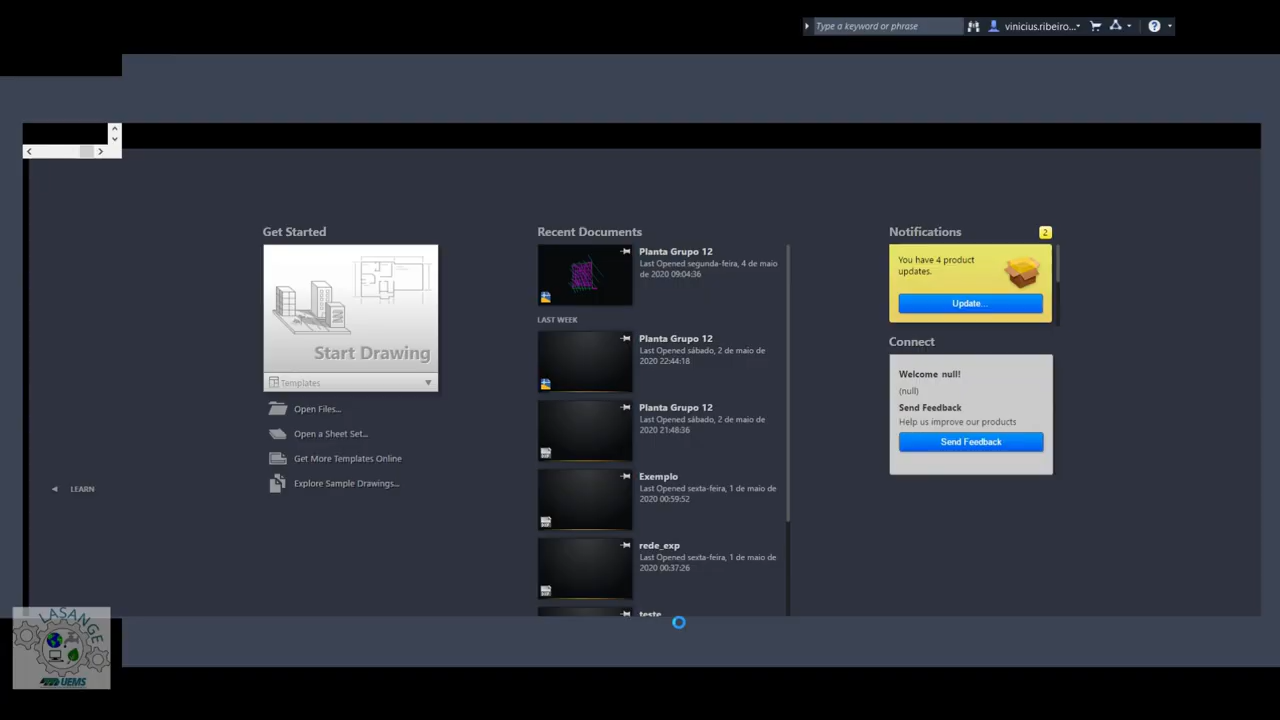 Type a keyword or phrase
vinicius.ribeiro...
Get Started
Start Drawing
Templates
Open Files...
Open a Sheet Set...
Get More Templates Online
Explore Sample Drawings...
LEARN
Recent Documents
Planta Grupo 12
Last Opened segunda-feira, 4 de maio
de 2020 09:04:36
LAST WEEK
Planta Grupo 12
Last Opened sábado, 2 de maio de
2020 22:44:18
Planta Grupo 12
Last Opened sábado, 2 de maio de
2020 21:48:36
Exemplo
Last Opened sexta-feira, 1 de maio de
2020 00:59:52
rede_exp
Last Opened sexta-feira, 1 de maio de
2020 00:37:26
teste
Notifications
2
You have 4 product
updates.
Update...
Connect
Welcome null!
(null)
Send Feedback
Help us improve our products
Send Feedback
LASANGE
UEMS